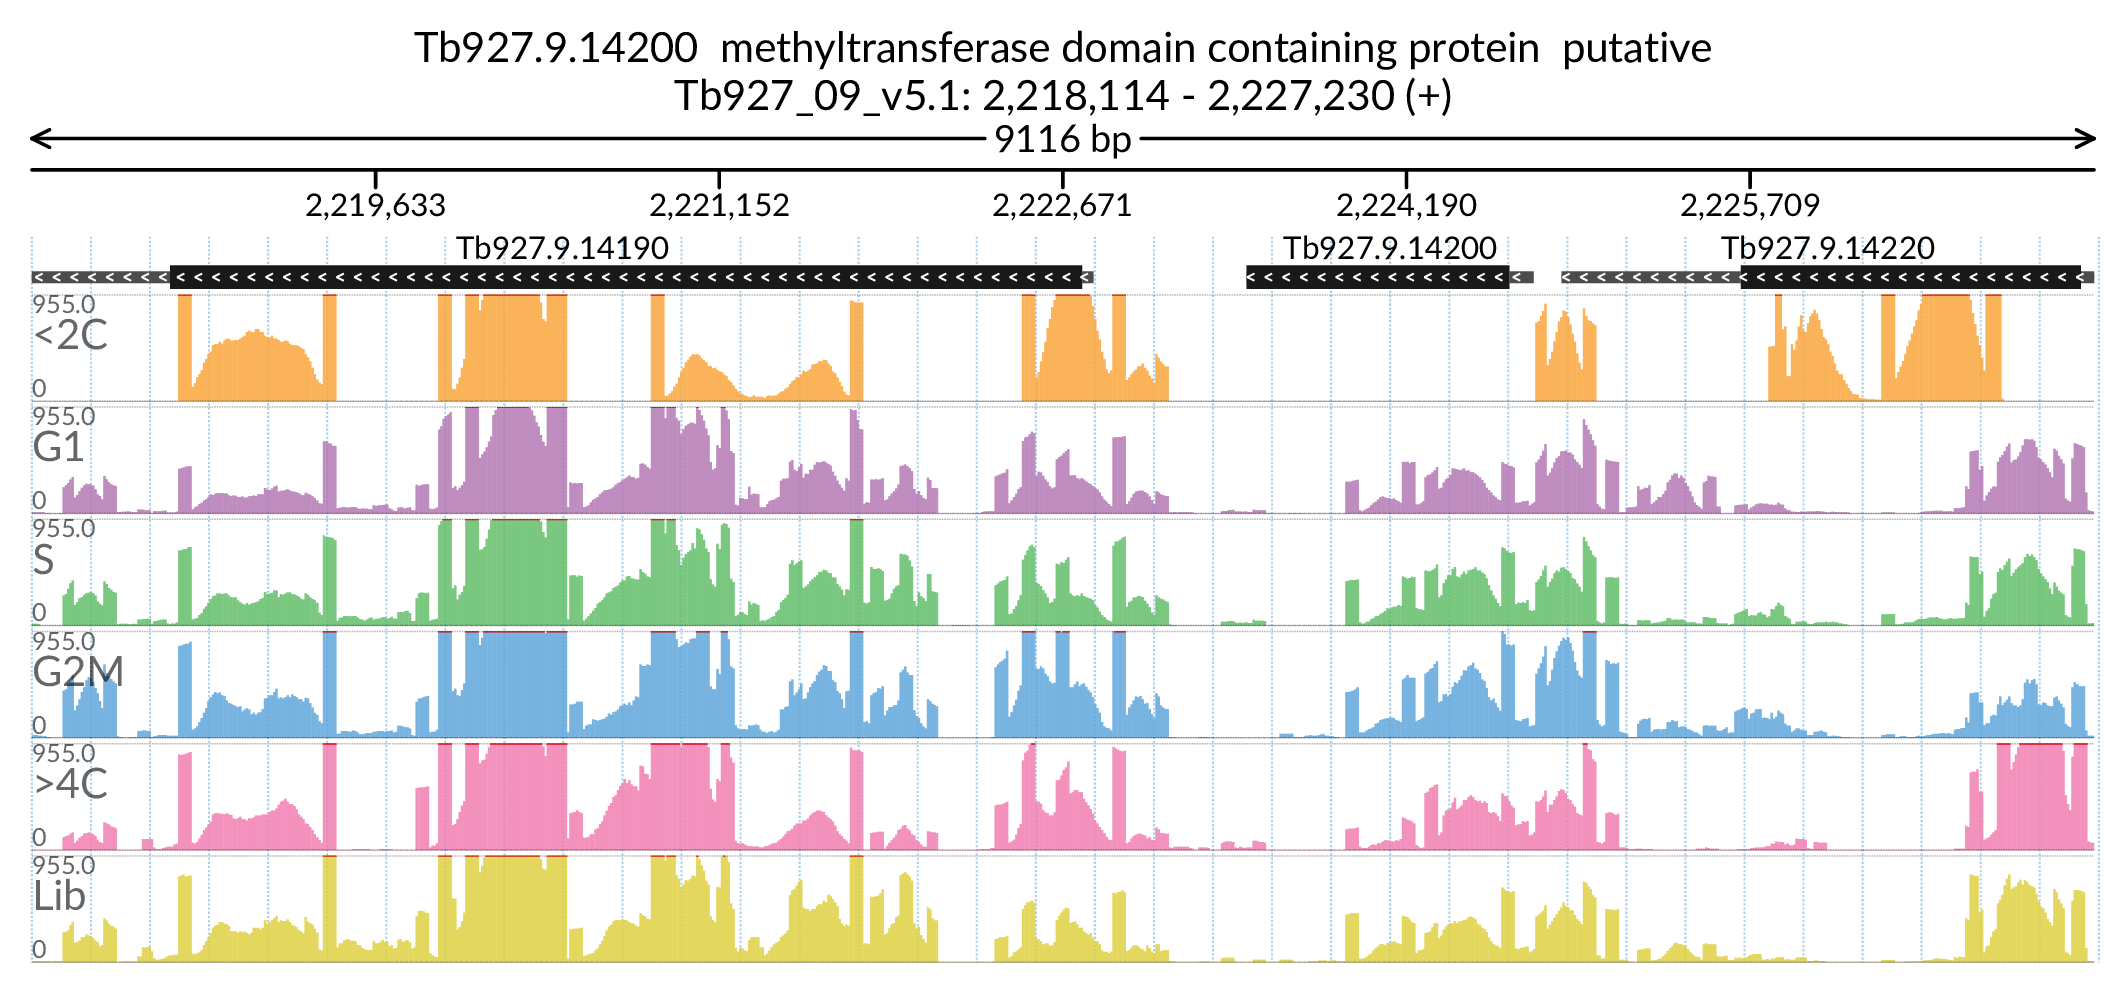 Tb927.9.14200  methyltransferase domain containing protein  putative
Tb927_09_v5.1: 2,218,114 - 2,227,230 (+)
9116 bp
2,219,633 2,221,152 2,222,671 2,224,190 2,225,709
Tb927.9.14190 Tb927.9.14200 Tb927.9.14220
955.0
<2C
0
955.0
G1
0
955.0
S
0
955.0
G2M
0
955.0
>4C
0
955.0
Lib
0